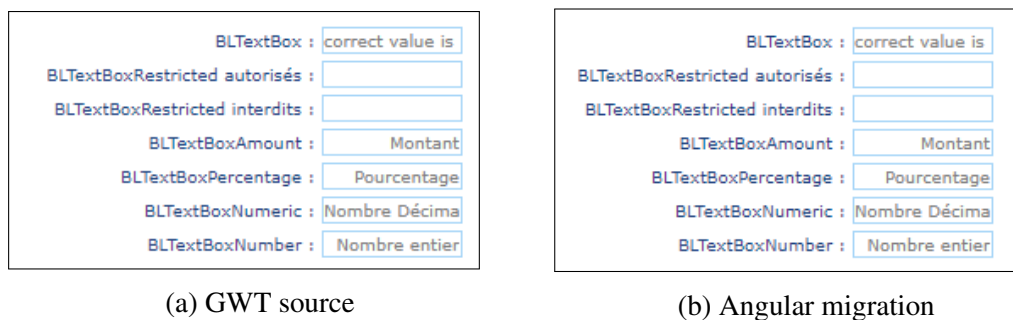 BLTextBox : correct value is
BLTextBoxRestricted autorisés :
BLTextBoxRestricted interdits :
BLTextBoxAmount : Montant
BLTextBoxPercentage : Pourcentage
BLTextBoxNumeric : Nombre Décima
BLTextBoxNumber : Nombre entier
(a) GWT source
BLTextBox : correct value is
BLTextBoxRestricted autorisés :
BLTextBoxRestricted interdits :
BLTextBoxAmount : Montant
BLTextBoxPercentage : Pourcentage
BLTextBoxNumeric : Nombre Décima
BLTextBoxNumber : Nombre entier
(b) Angular migration